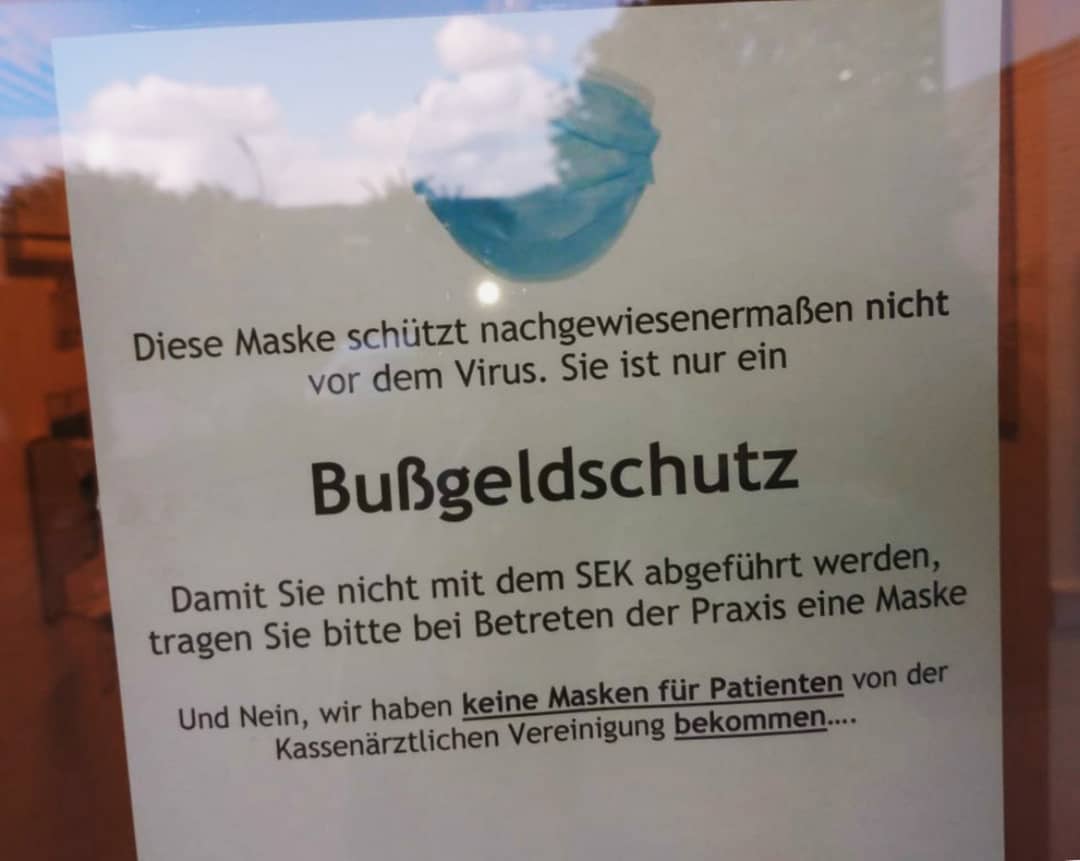 Diese Maske schützt nachgewiesenermaßen nicht
vor dem Virus. Sie ist nur ein
Bußgeldschutz
Damit Sie nicht mit dem SEK abgeführt werden,
tragen Sie bitte bei Betreten der Praxis eine Maske
Und Nein, wir haben keine Masken für Patienten von der
Kassenärztlichen Vereinigung bekommen....